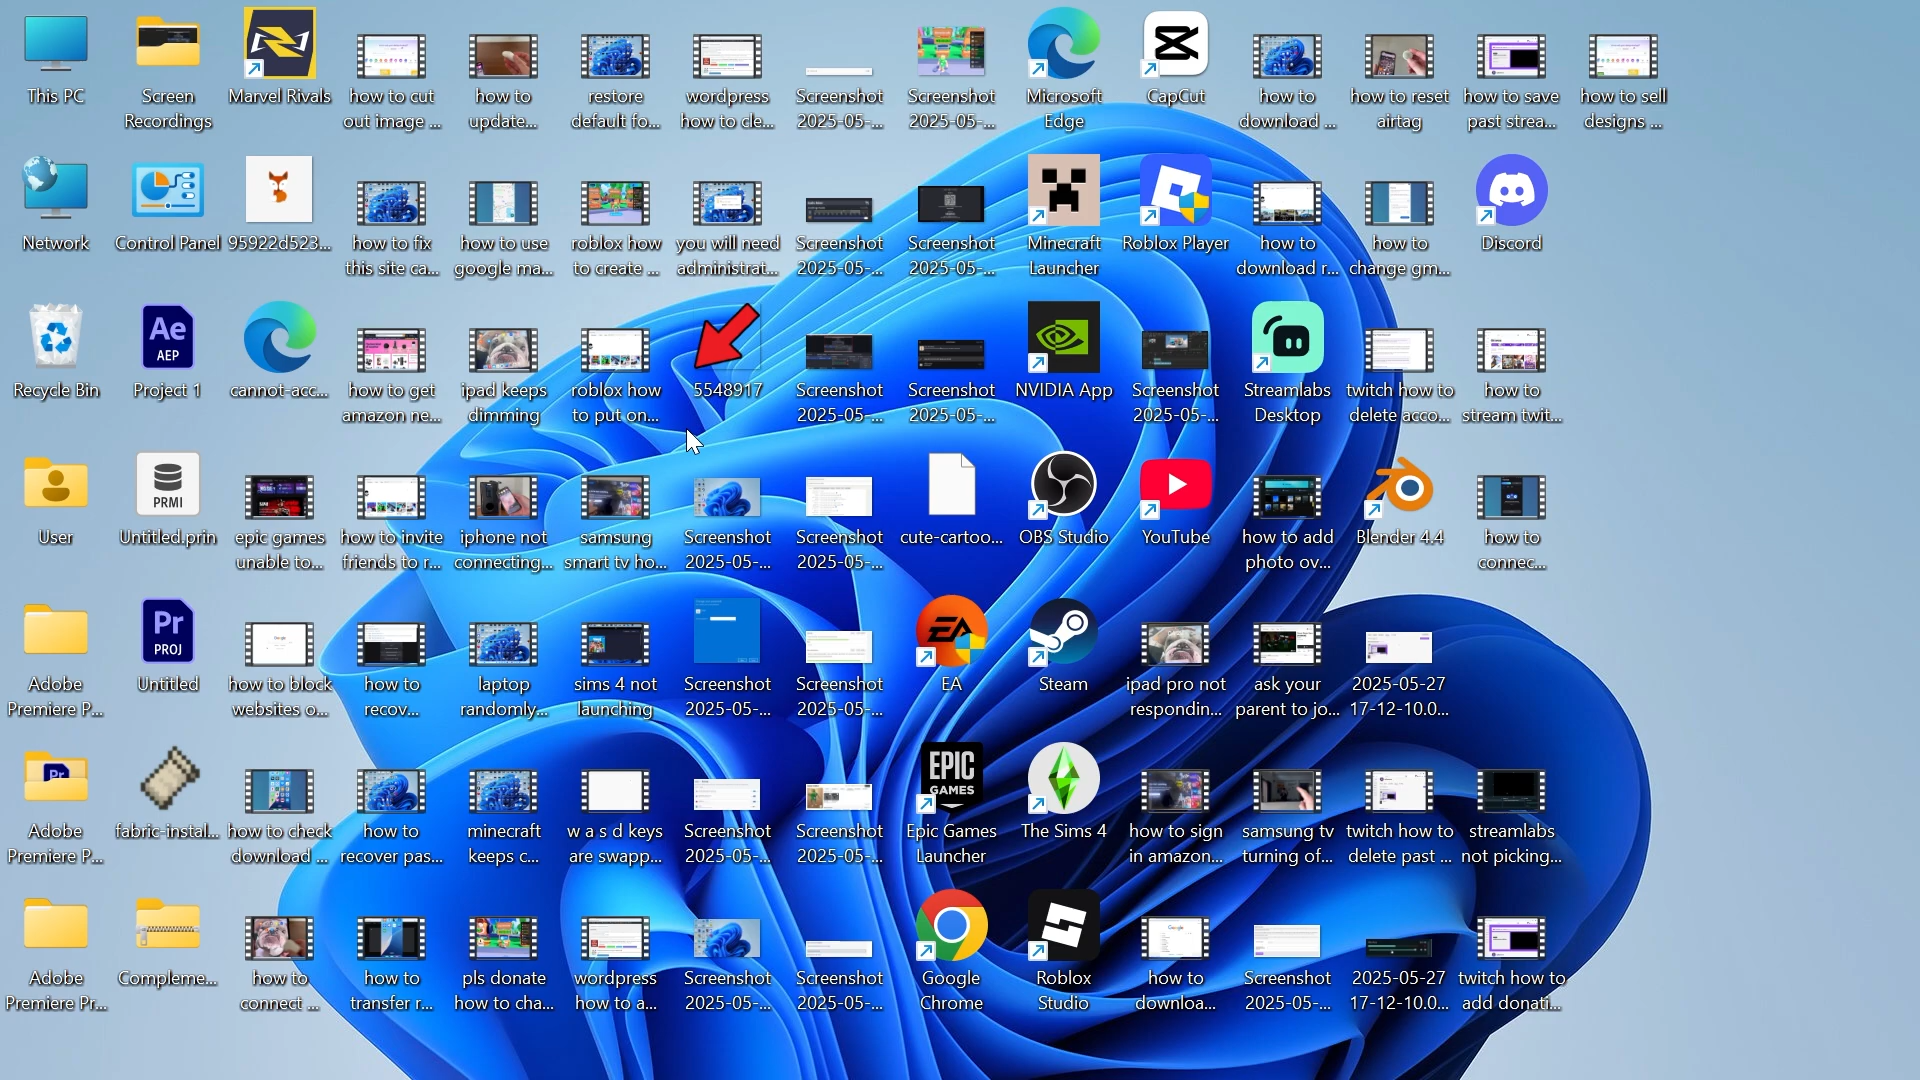 This PC
Screen
Recordings
Marvel Rivals
how to cut
out image ...
how to
update...
restore
default fo...
wordpress
how to cle...
Screenshot
2025-05-...
Screenshot
2025-05-...
Microsoft
Edge
CapCut
how to
download ...
how to reset
airtag
how to save
past strea...
how to sell
designs ...
Network
Control Panel
95922d523...
how to fix
this site ca...
how to use
google ma...
roblox how
to create ...
you will need
administrat...
Screenshot
2025-05-...
Screenshot
2025-05-...
Minecraft
Launcher
Roblox Player
how to
download r...
how to
change gm...
Discord
Recycle Bin
Ae
AEP
Project 1
cannot-acc...
how to get
amazon ne...
ipad keeps
dimming
roblox how
to put on...
5548917
Screenshot
2025-05-...
Screenshot
2025-05-...
NVIDIA App
Screenshot
2025-05-...
Streamlabs
Desktop
twitch how to
delete acco...
how to
stream twit...
User
PRMI
Untitled.prin
epic games
unable to...
how to invite
friends to r...
iphone not
connecting...
samsung
smart tv ho...
Screenshot
2025-05-...
Screenshot
2025-05-...
cute-cartoo...
OBS Studio
YouTube
how to add
photo ov...
Blender 4.4
how to
connec...
Adobe
Premiere P...
Pr
PROJ
Untitled
how to block
websites o...
how to
recov...
laptop
randomly...
sims 4 not
launching
Screenshot
2025-05-...
Screenshot
2025-05-...
EA
EA
Steam
ipad pro not
respondin...
ask your
parent to jo...
2025-05-27
17-12-10.0...
Pr
Adobe
Premiere P...
fabric-instal...
how to check
download ...
how to
recover pas...
minecraft
keeps c...
w a s d keys
are swapp...
Screenshot
2025-05-...
Screenshot
2025-05-...
EPIC
GAMES
Epic Games
Launcher
The Sims 4
how to sign
in amazon...
samsung tv
turning of...
twitch how to
delete past ...
streamlabs
not picking...
Adobe
Premiere Pr...
Compleme...
how to
connect ...
how to
transfer r...
pls donate
how to cha...
wordpress
how to a...
Screenshot
2025-05-...
Screenshot
2025-05-...
Google
Chrome
Roblox
Studio
Google
how to
downloa...
Screenshot
2025-05-...
2025-05-27
17-12-10.0...
twitch how to
add donati...